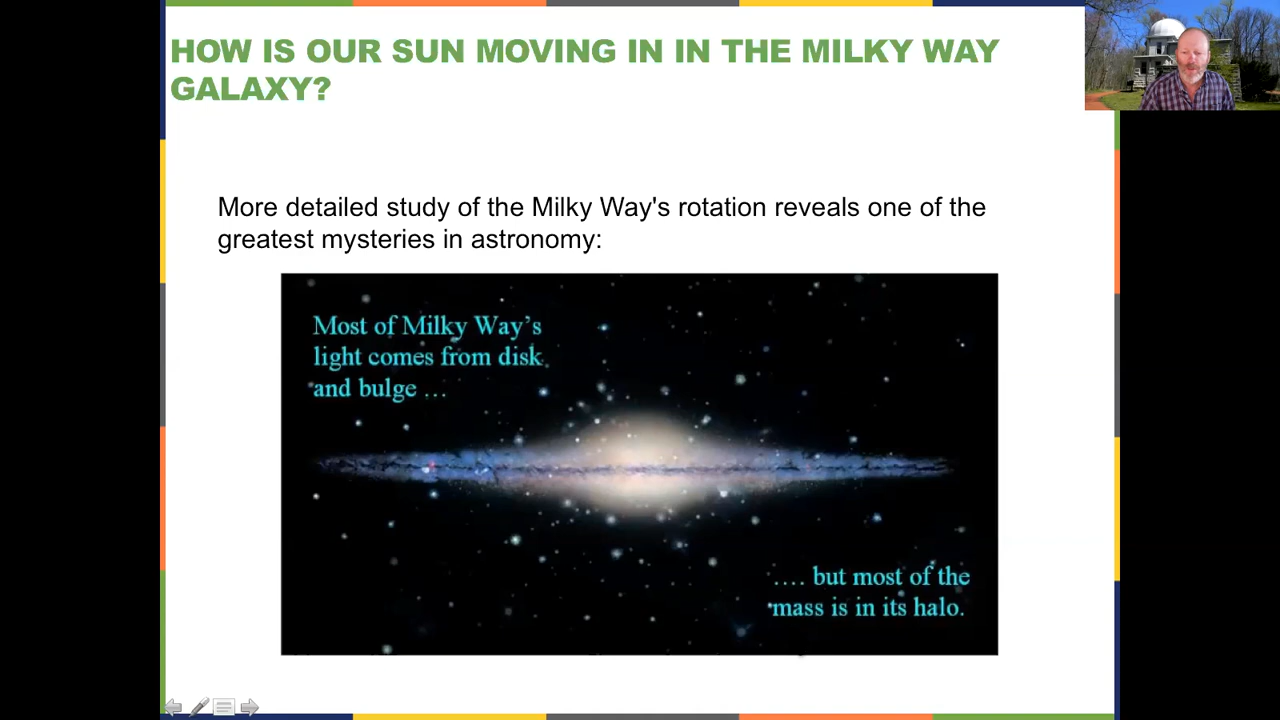 HOW IS OUR SUN MOVING IN IN THE MILKY WAY
GALAXY?
More detailed study of the Milky Way's rotation reveals one of the
greatest mysteries in astronomy:
Most of Milky Way’s
light comes from disk
and bulge …
…. but most of the
mass is in its halo.